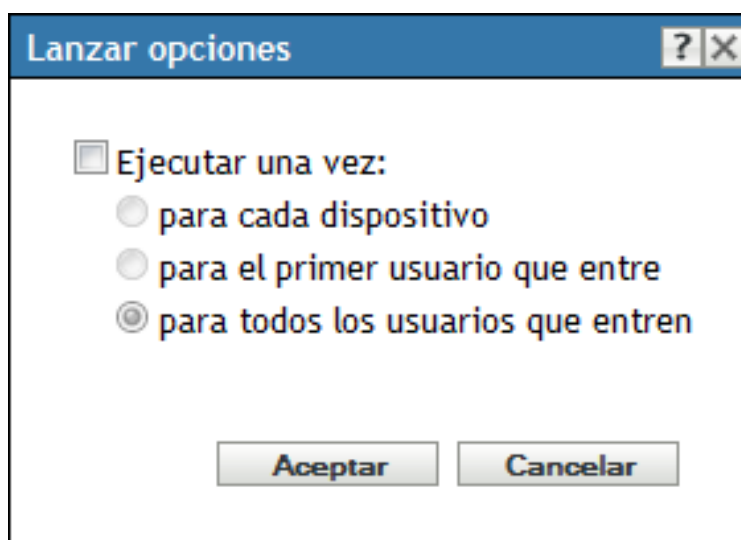 Lanzar opciones ?
Ejecutar una vez:
para cada dispositivo
para el primer usuario que entre
para todos los usuarios que entren
Aceptar Cancelar